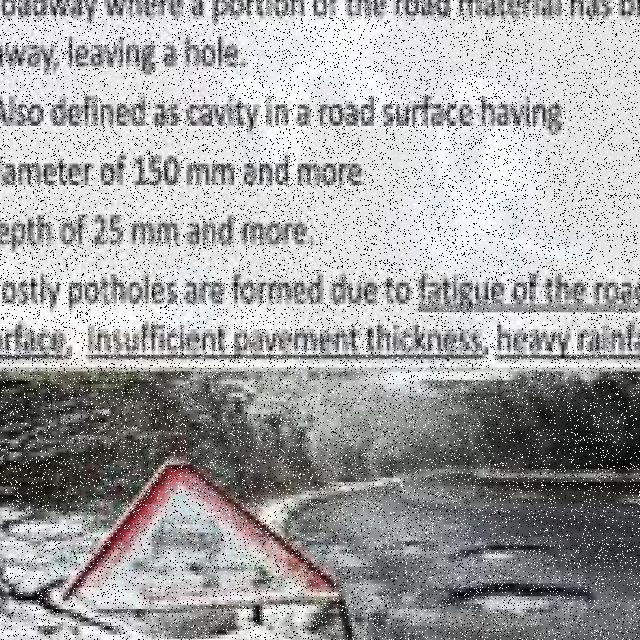 roadway where a portion of the road material has b
away, leaving a hole.
Also defined as cavity in a road surface having
iameter of 150 mm and more
epth of 25 mm and more.
ostly potholes are formed due to fatigue of the road
rface, insufficient pavement thickness, heavy rainfa